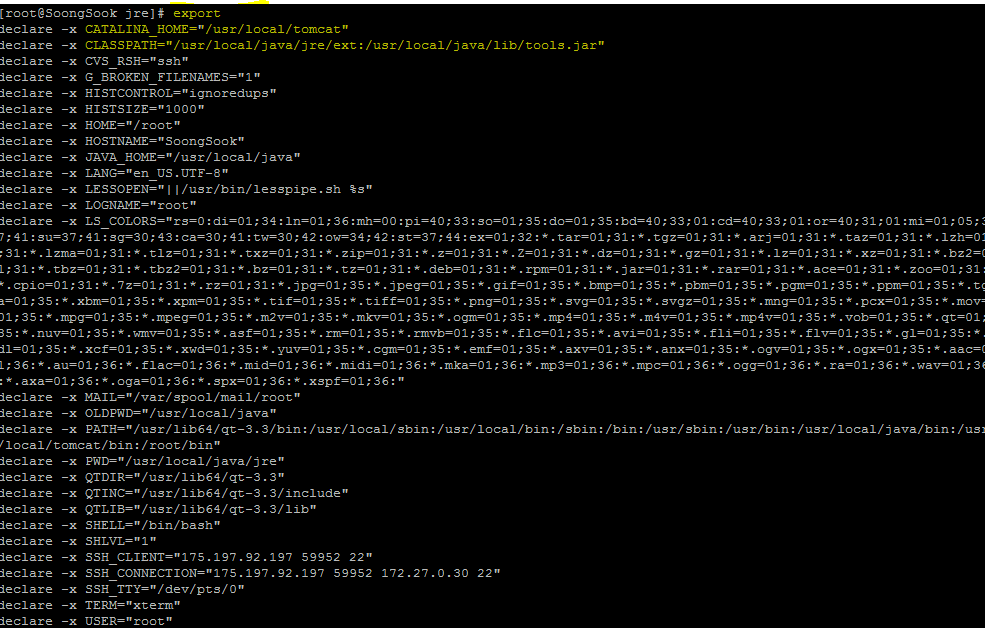 [root@SoongSook jre]# export
declare -x CATALINA_HOME="/usr/local/tomcat"
declare -x CLASSPATH="/usr/local/java/jre/ext:/usr/local/java/lib/tools.jar"
declare -x CVS_RSH="ssh"
declare -x G_BROKEN_FILENAMES="1"
declare -x HISTCONTROL="ignoredups"
declare -x HISTSIZE="1000"
declare -x HOME="/root"
declare -x HOSTNAME="SoongSook"
declare -x JAVA_HOME="/usr/local/java"
declare -x LANG="en_US.UTF-8"
declare -x LESSOPEN="||/usr/bin/lesspipe.sh %s"
declare -x LOGNAME="root"
declare -x LS_COLORS="rs=0:di=01;34:ln=01;36:mh=00:pi=40;33:so=01;35:do=01;35:bd=40;33;01:cd=40;33;01:or=40;31;01:mi=01;05;3
7;41:su=37;41:sg=30;43:ca=30;41:tw=30;42:ow=34;42:st=37;44:ex=01;32:*.tar=01;31:*.tgz=01;31:*.arj=01;31:*.taz=01;31:*.lzh=01
;31:*.lzma=01;31:*.tlz=01;31:*.txz=01;31:*.zip=01;31:*.z=01;31:*.Z=01;31:*.dz=01;31:*.gz=01;31:*.lz=01;31:*.xz=01;31:*.bz2=0
1;31:*.tbz=01;31:*.tbz2=01;31:*.bz=01;31:*.tz=01;31:*.deb=01;31:*.rpm=01;31:*.jar=01;31:*.rar=01;31:*.ace=01;31:*.zoo=01;31:
*.cpio=01;31:*.7z=01;31:*.rz=01;31:*.jpg=01;35:*.jpeg=01;35:*.gif=01;35:*.bmp=01;35:*.pbm=01;35:*.pgm=01;35:*.ppm=01;35:*.tg
a=01;35:*.xbm=01;35:*.xpm=01;35:*.tif=01;35:*.tiff=01;35:*.png=01;35:*.svg=01;35:*.svgz=01;35:*.mng=01;35:*.pcx=01;35:*.mov=
01;35:*.mpg=01;35:*.mpeg=01;35:*.m2v=01;35:*.mkv=01;35:*.ogm=01;35:*.mp4=01;35:*.m4v=01;35:*.mp4v=01;35:*.vob=01;35:*.qt=01;
35:*.nuv=01;35:*.wmv=01;35:*.asf=01;35:*.rm=01;35:*.rmvb=01;35:*.flc=01;35:*.avi=01;35:*.fli=01;35:*.flv=01;35:*.gl=01;35:*.
dl=01;35:*.xcf=01;35:*.xwd=01;35:*.yuv=01;35:*.cgm=01;35:*.emf=01;35:*.axv=01;35:*.anx=01;35:*.ogv=01;35:*.ogx=01;35:*.aac=0
1;36:*.au=01;36:*.flac=01;36:*.mid=01;36:*.midi=01;36:*.mka=01;36:*.mp3=01;36:*.mpc=01;36:*.ogg=01;36:*.ra=01;36:*.wav=01;36
:*.axa=01;36:*.oga=01;36:*.spx=01;36:*.xspf=01;36:"
declare -x MAIL="/var/spool/mail/root"
declare -x OLDPWD="/usr/local/java"
declare -x PATH="/usr/lib64/qt-3.3/bin:/usr/local/sbin:/usr/local/bin:/sbin:/bin:/usr/sbin:/usr/bin:/usr/local/java/bin:/usr
/local/tomcat/bin:/root/bin"
declare -x PWD="/usr/local/java/jre"
declare -x QTDIR="/usr/lib64/qt-3.3"
declare -x QTINC="/usr/lib64/qt-3.3/include"
declare -x QTLIB="/usr/lib64/qt-3.3/lib"
declare -x SHELL="/bin/bash"
declare -x SHLVL="1"
declare -x SSH_CLIENT="175.197.92.197 59952 22"
declare -x SSH_CONNECTION="175.197.92.197 59952 172.27.0.30 22"
declare -x SSH_TTY="/dev/pts/0"
declare -x TERM="xterm"
declare -x USER="root"